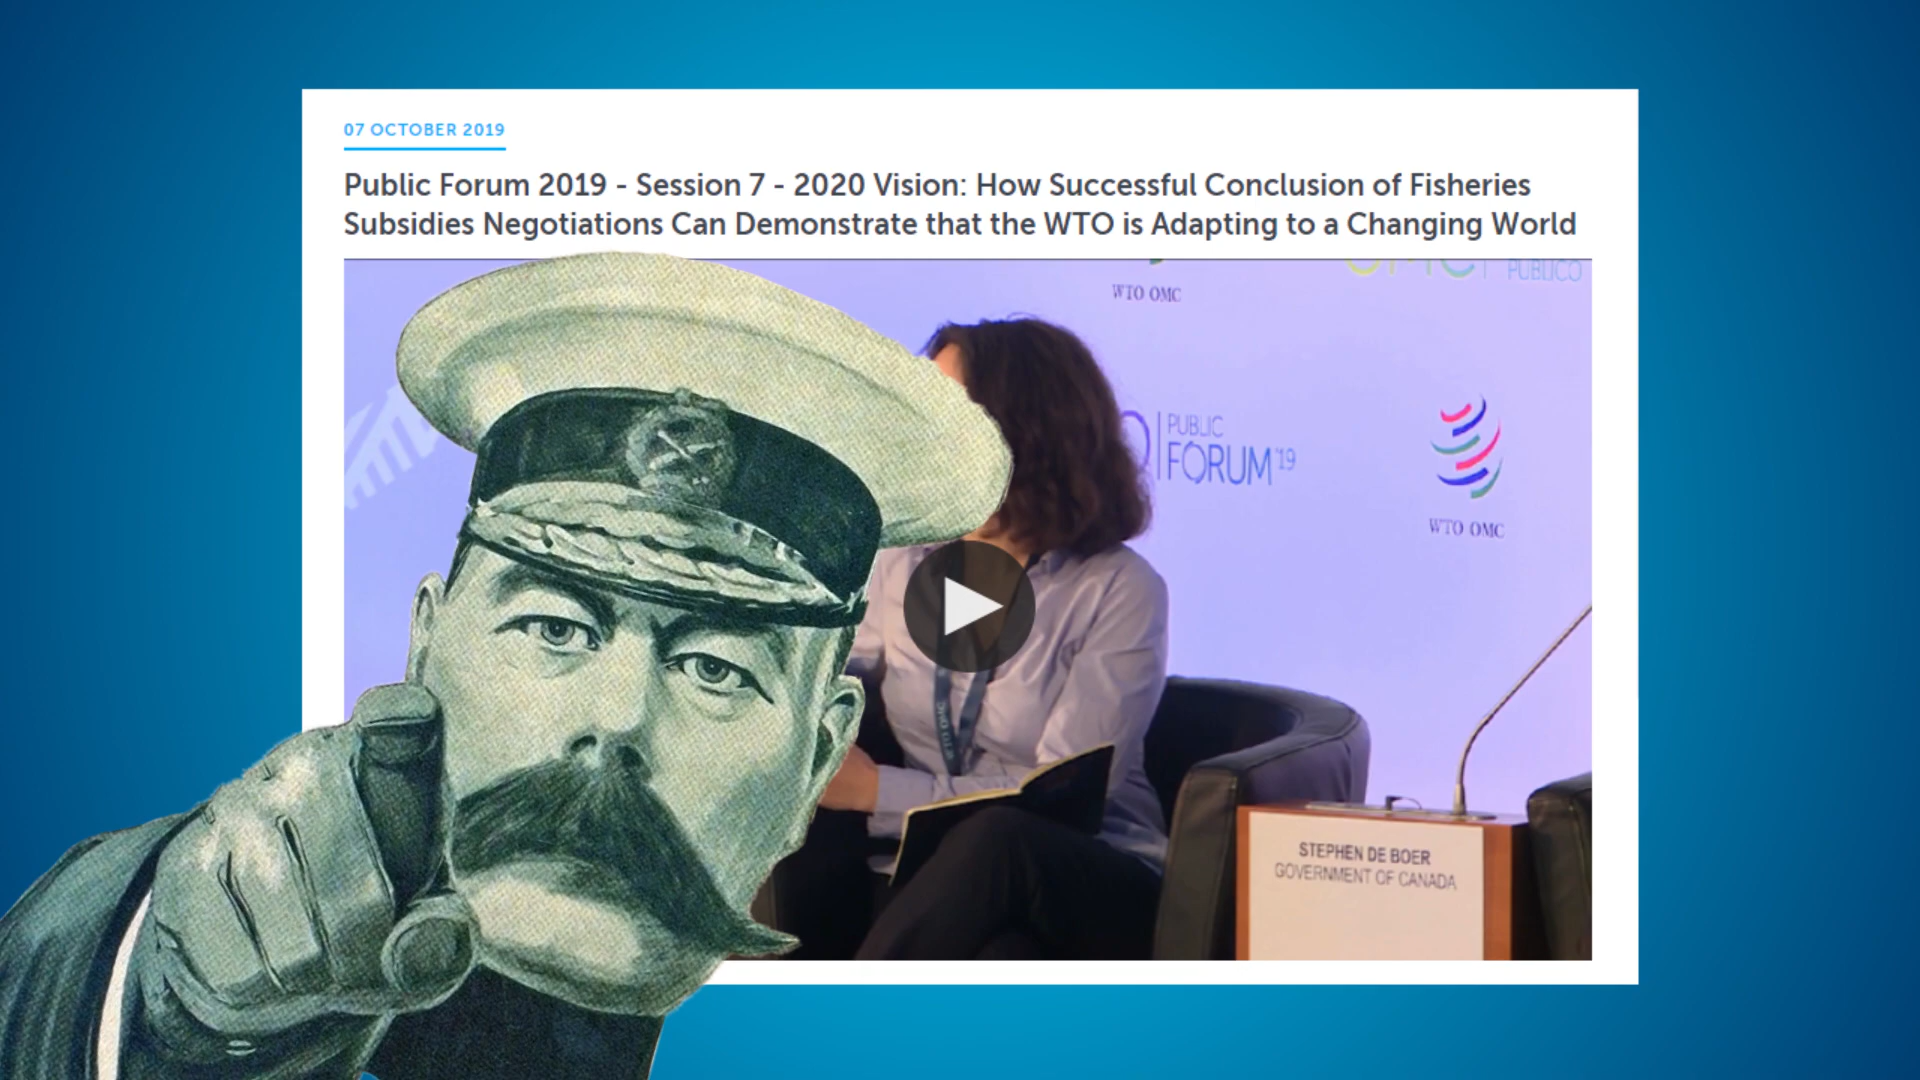 07 OCTOBER 2019
Public Forum 2019 - Session 7 - 2020 Vision: How Successful Conclusion of Fisheries
Subsidies Negotiations Can Demonstrate that the WTO is Adapting to a Changing World
WTO OMC
PUBLICO
PUBLIC
FORUM'19
WTO OMC
WTO OMC
STEPHEN DE BOER
GOVERNMENT OF CANADA